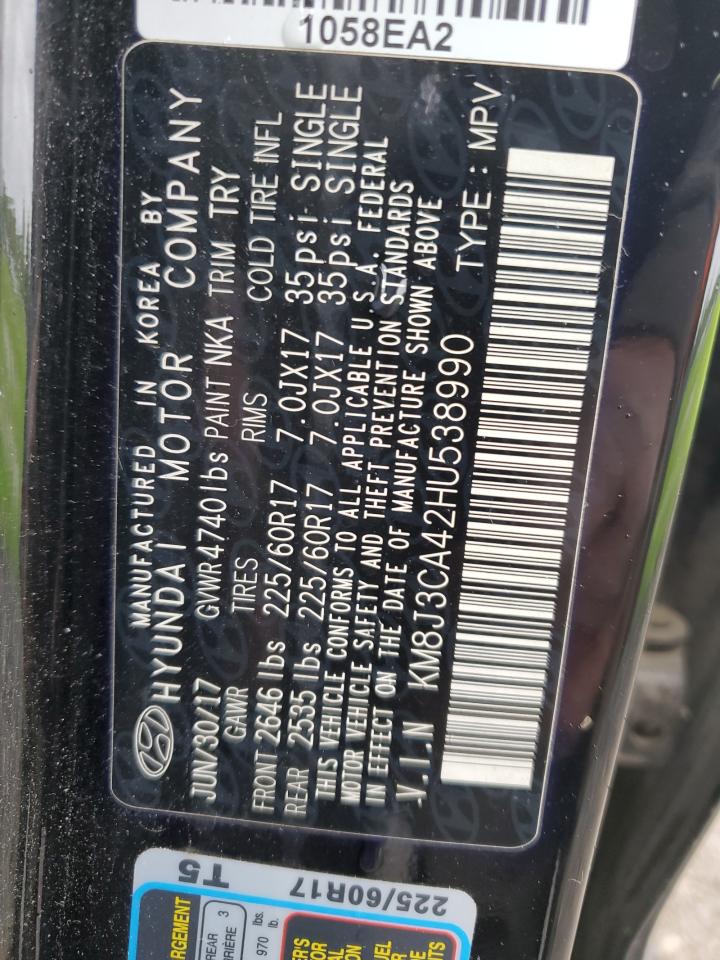 1058EA2
MANUFACTURED IN KOREA BY
HYUNDAI MOTOR COMPANY
JUN/30/17 GVWR4740lbs PAINT NKA TRIM TRY
GAWR TIRES RIMS COLD TIRE INFL
FRONT 2646 lbs 225/60R17 7.0JX17 35psi SINGLE
REAR 2535 lbs 225/60R17 7.0JX17 35psi SINGLE
THIS VEHICLE CONFORMS TO ALL APPLICABLE U.S.A. FEDERAL
MOTOR VEHICLE SAFETY AND THEFT PREVENTION STANDARDS
IN EFFECT ON THE DATE OF MANUFACTURE SHOWN ABOVE
V.I.N KM8J3CA42HU538990 TYPE : MPV
T5
225/60R17
REAR 3
970 lbs.
lb.